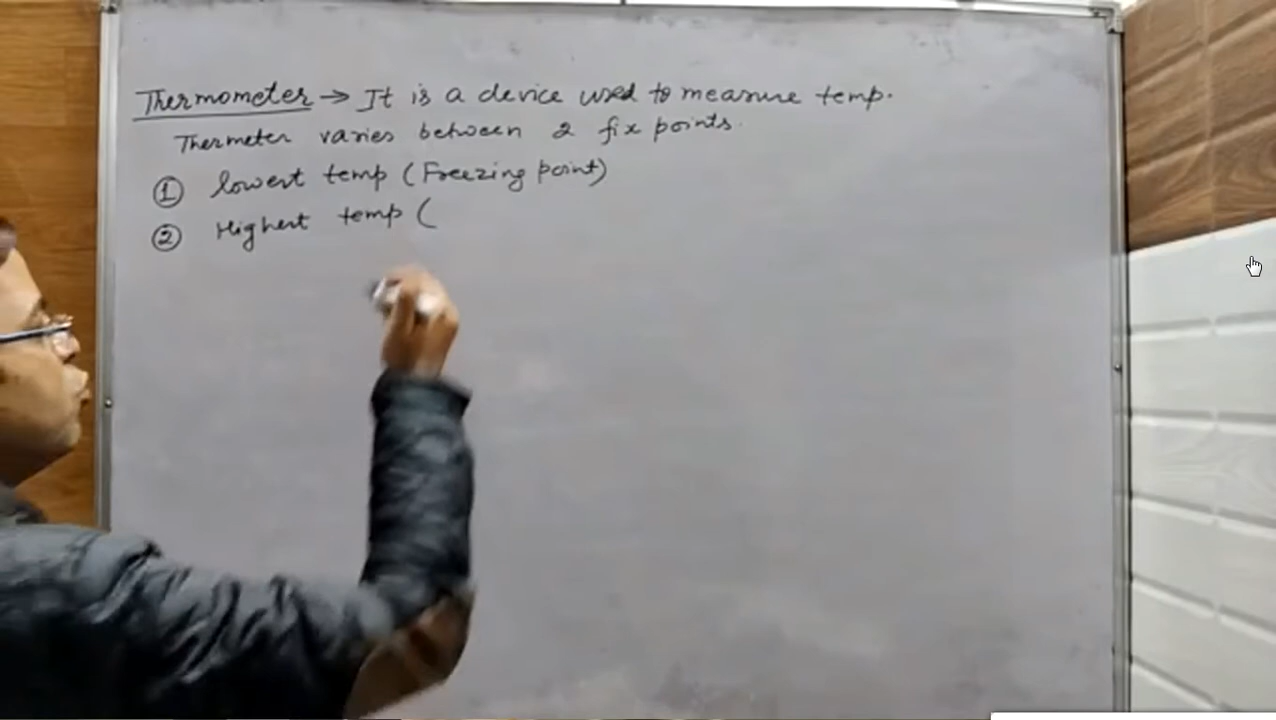 Thermometer → It is a device used to measure temp.
Thermeter varies between 2 fix points.
① lowest temp (Freezing point)
② Highest temp (